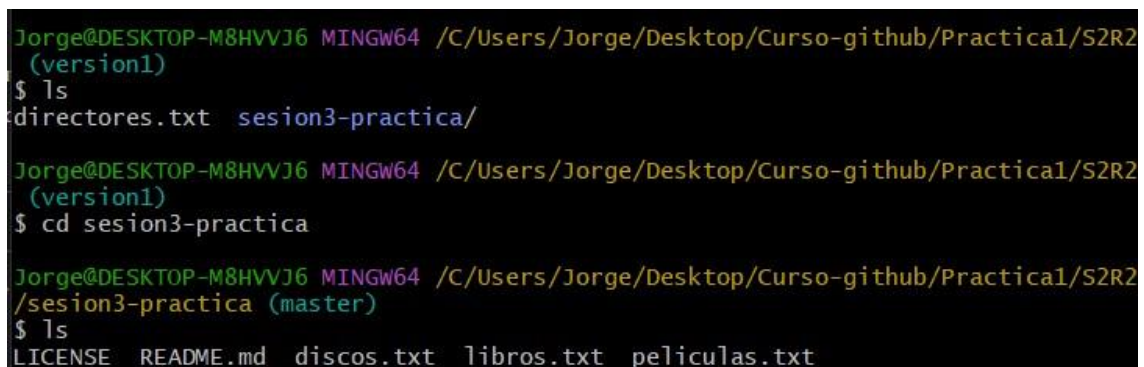 Jorge@DESKTOP-M8HVVJ6 MINGW64 /C/Users/Jorge/Desktop/Curso-github/Practica1/S2R2
(version1)
$ ls
directores.txt sesion3-practica/
Jorge@DESKTOP-M8HVVJ6 MINGW64 /C/Users/Jorge/Desktop/Curso-github/Practica1/S2R2
(version1)
$ cd sesion3-practica
Jorge@DESKTOP-M8HVVJ6 MINGW64 /C/Users/Jorge/Desktop/Curso-github/Practica1/S2R2
/sesion3-practica (master)
$ ls
LICENSE README.md discos.txt libros.txt peliculas.txt